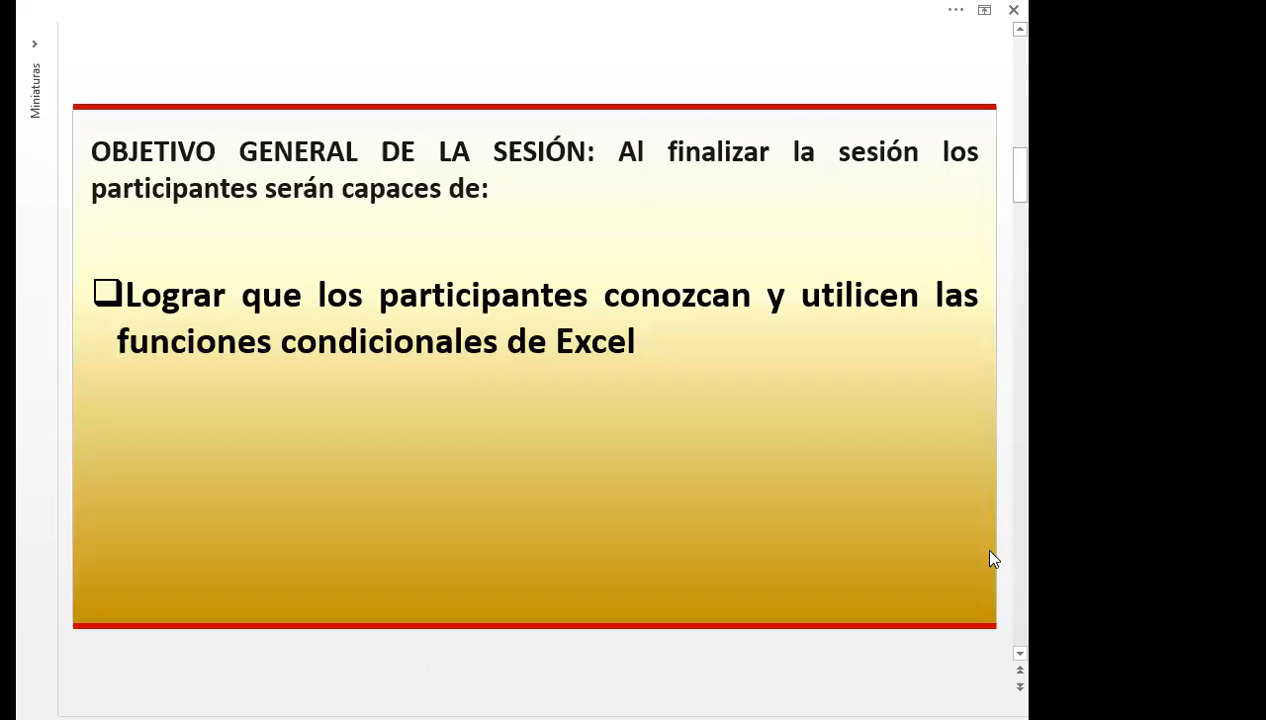 Miniaturas
OBJETIVO GENERAL DE LA SESIÓN: Al finalizar la sesión los
participantes serán capaces de:
❑Lograr que los participantes conozcan y utilicen las
funciones condicionales de Excel